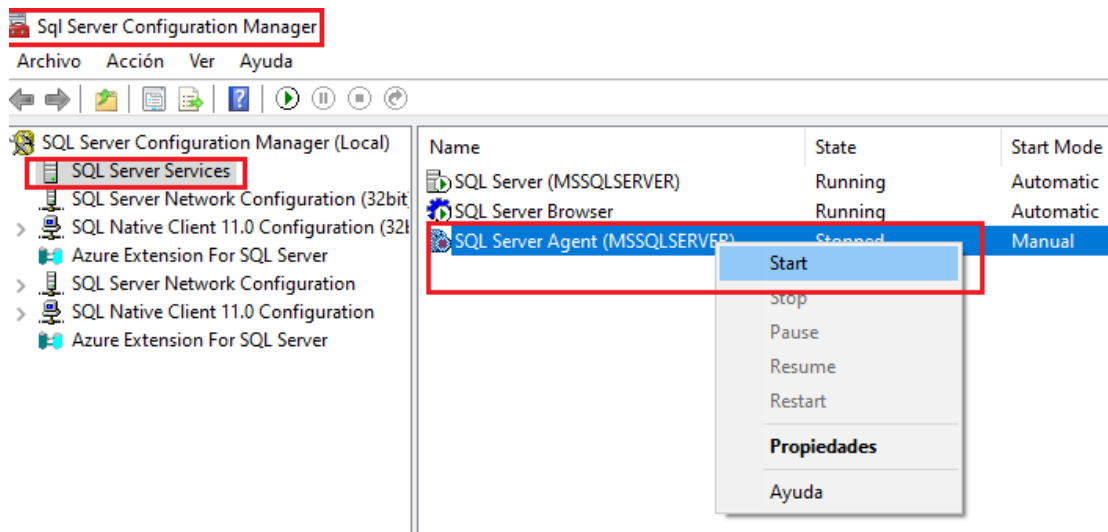 Sql Server Configuration Manager
Archivo Acción Ver Ayuda
SQL Server Configuration Manager (Local)
SQL Server Services
SQL Server Network Configuration (32bit
SQL Native Client 11.0 Configuration (32b
Azure Extension For SQL Server
SQL Server Network Configuration
SQL Native Client 11.0 Configuration
Azure Extension For SQL Server
Name State Start Mode
SQL Server (MSSQLSERVER) Running Automatic
SQL Server Browser Running Automatic
SQL Server Agent (MSSQLSERVER) Stopped Manual
Start
Stop
Pause
Resume
Restart
Propiedades
Ayuda